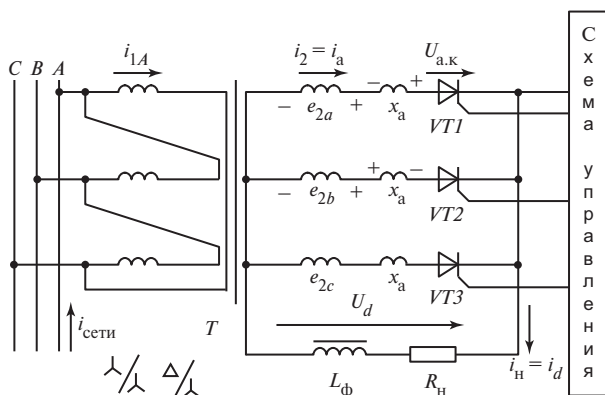 C B A
i1A
i2 = ia
Uа.к
− e2a +
− xa +
VT1
− e2b +
+ xa −
VT2
e2c
xa
VT3
Ud
iсети
T
Lф
Rн
iн = id
Схема управления